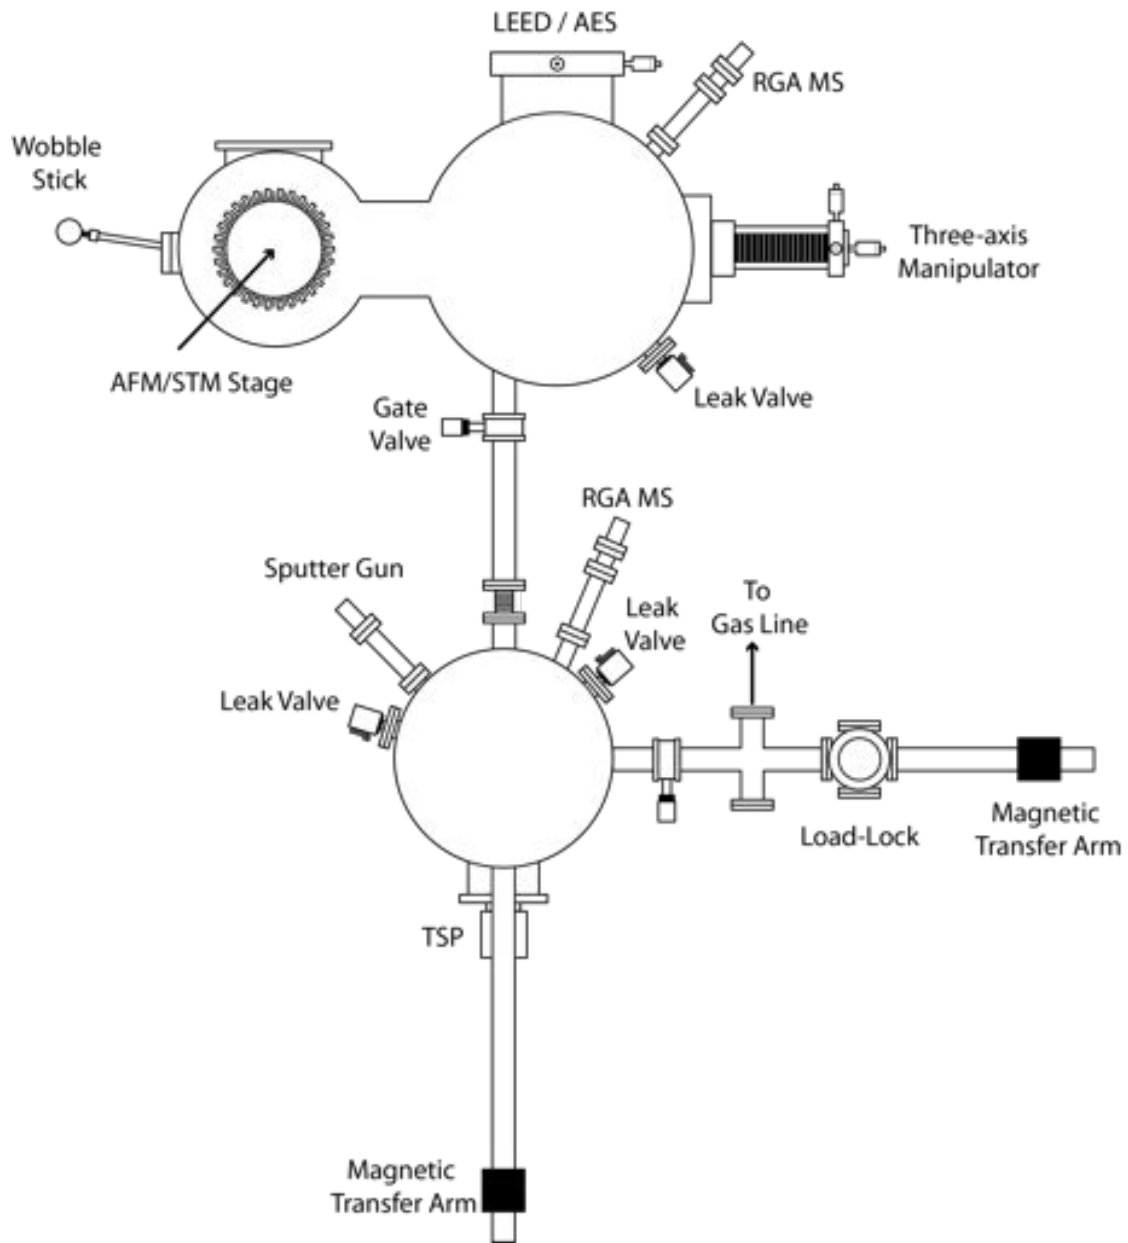 LEED / AES
RGA MS
Wobble
Stick
Three-axis
Manipulator
AFM/STM Stage
Leak Valve
Gate
Valve
RGA MS
Sputter Gun
Leak
Valve
To
Gas Line
Leak Valve
Load-Lock
Magnetic
Transfer Arm
TSP
Magnetic
Transfer Arm